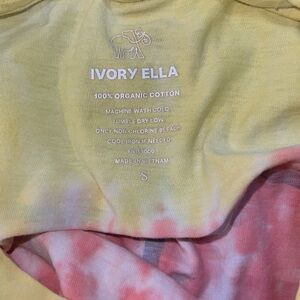 IVORY ELLA
100% ORGANIC COTTON
MACHINE WASH COLD
TUMBLE DRY LOW
ONLY NON CHLORINE BLEACH
COOL IRON IF NEEDED
MADE IN VIETNAM
S